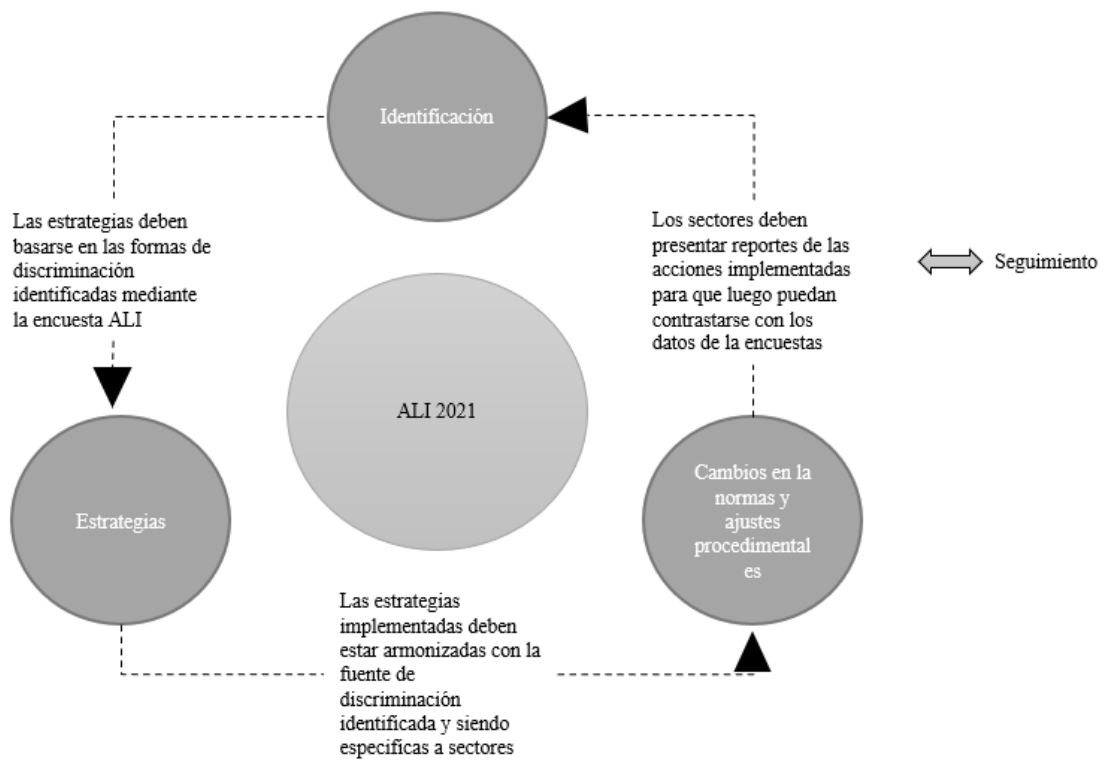 Identificación
Las estrategias deben
basarse en las formas de
discriminación
identificadas mediante
la encuesta ALI
Los sectores deben
presentar reportes de las
acciones implementadas
para que luego puedan
contrastarse con los
datos de la encuestas
Seguimiento
ALI 2021
Estrategias
Cambios en la
normas y
ajustes
procedimental
es
Las estrategias
implementadas deben
estar armonizadas con la
fuente de
discriminación
identificada y siendo
especifícas a sectores